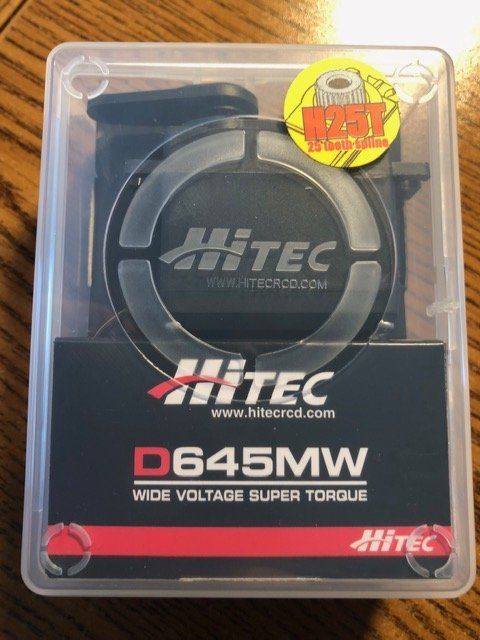 H25T
25 tooth spline
HiTEC
WWW.HITECRCD.COM
HiTEC
www.hitecrcd.com
D645MW
WIDE VOLTAGE SUPER TORQUE
HiTEC